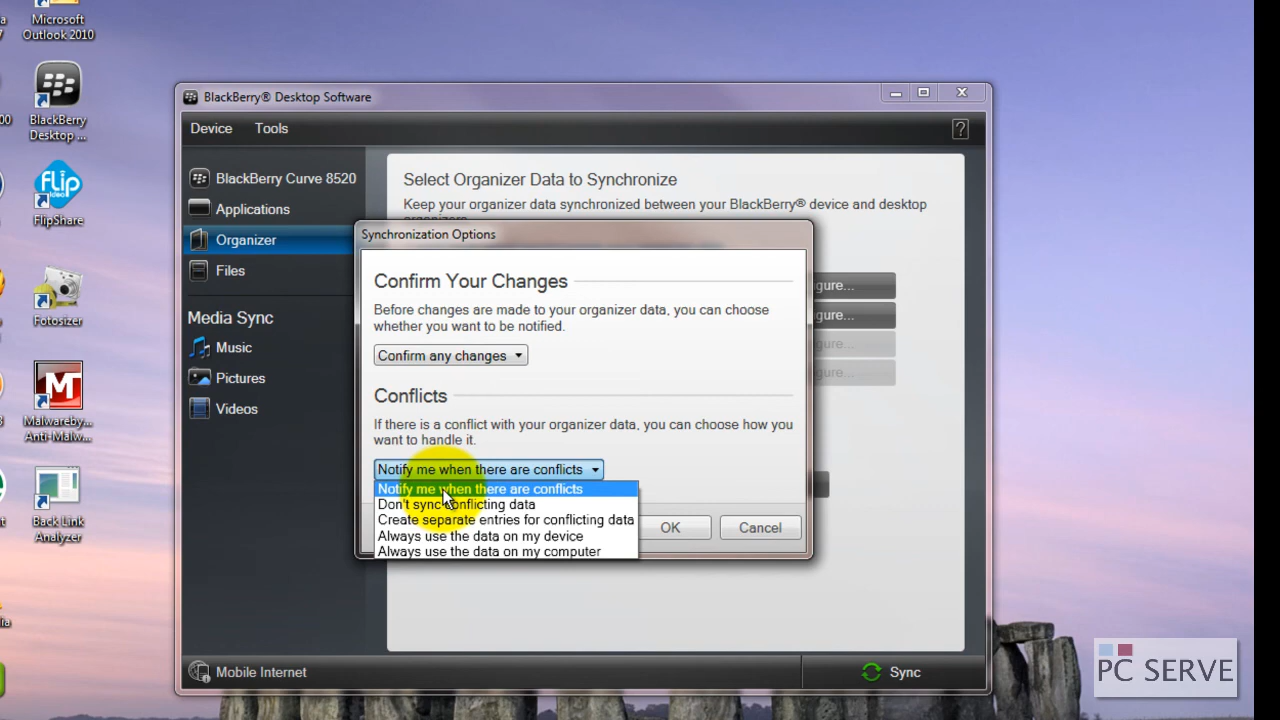 Microsoft
Outlook 2010
BlackBerry
Desktop ...
flip
video
FlipShare
Fotosizer
Malwareby...
Anti-Malw...
Back Link
Analyzer
BlackBerry® Desktop Software
Device
Tools
?
BlackBerry Curve 8520
Applications
Organizer
Files
Media Sync
Music
Pictures
Videos
Select Organizer Data to Synchronize
Keep your organizer data synchronized between your BlackBerry® device and desktop
Synchronization Options
Confirm Your Changes
Before changes are made to your organizer data, you can choose
whether you want to be notified.
Confirm any changes
Conflicts
If there is a conflict with your organizer data, you can choose how you
want to handle it.
Notify me when there are conflicts
Notify me when there are conflicts
Don't sync conflicting data
Create separate entries for conflicting data
Always use the data on my device
Always use the data on my computer
OK
Cancel
gure...
gure...
gure...
gure...
Mobile Internet
Sync
PC SERVE